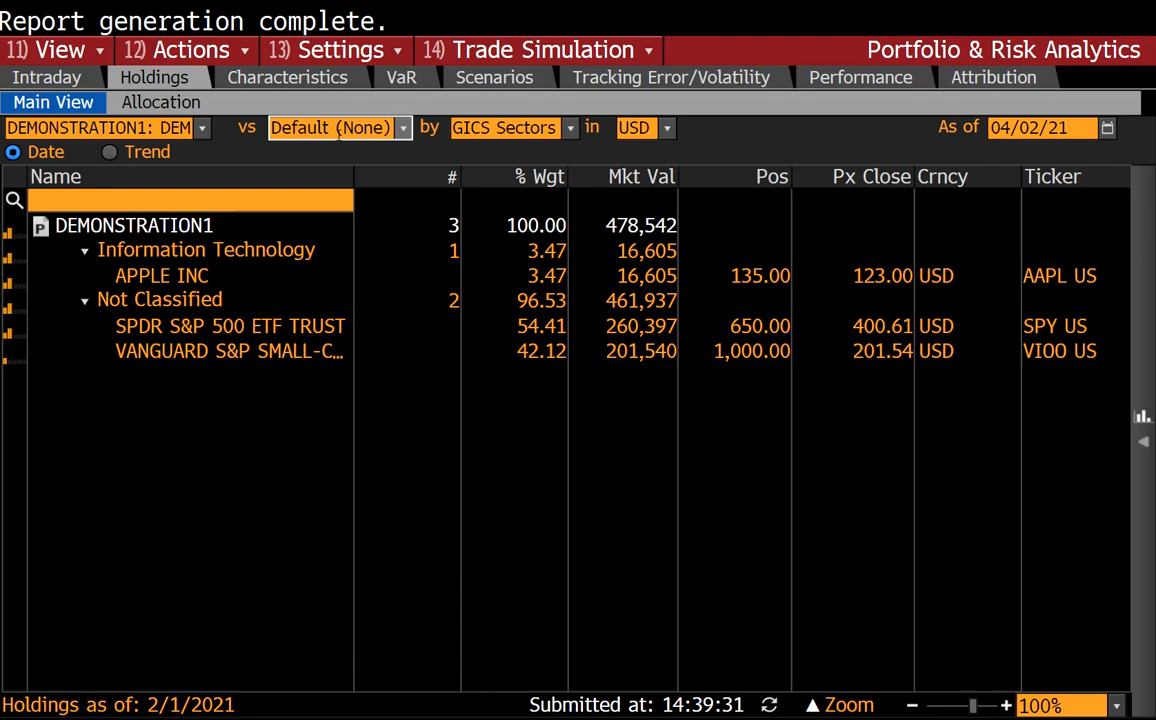 Report generation complete.
11) View 12) Actions 13) Settings 14) Trade Simulation Portfolio & Risk Analytics
Intraday Holdings Characteristics VaR Scenarios Tracking Error/Volatility Performance Attribution
Main View Allocation
DEMONSTRATION1: DEM vs Default (None) by GICS Sectors in USD As of 04/02/21
Date Trend
Name # % Wgt Mkt Val Pos Px Close Crncy Ticker
P DEMONSTRATION1 3 100.00 478,542
Information Technology 1 3.47 16,605
APPLE INC 3.47 16,605 135.00 123.00 USD AAPL US
Not Classified 2 96.53 461,937
SPDR S&P 500 ETF TRUST 54.41 260,397 650.00 400.61 USD SPY US
VANGUARD S&P SMALL-C… 42.12 201,540 1,000.00 201.54 USD VIOO US
Holdings as of: 2/1/2021 Submitted at: 14:39:31 Zoom − + 100%